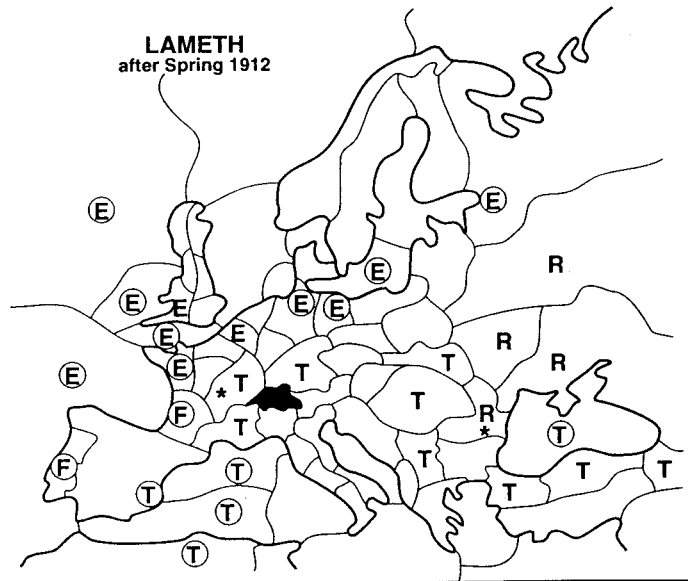 LAMETH
after Spring 1912
E
E
R
E
E E E E
E E R
E T T R
E * T
T
F R
T * T
F T T T T
T T
T
T